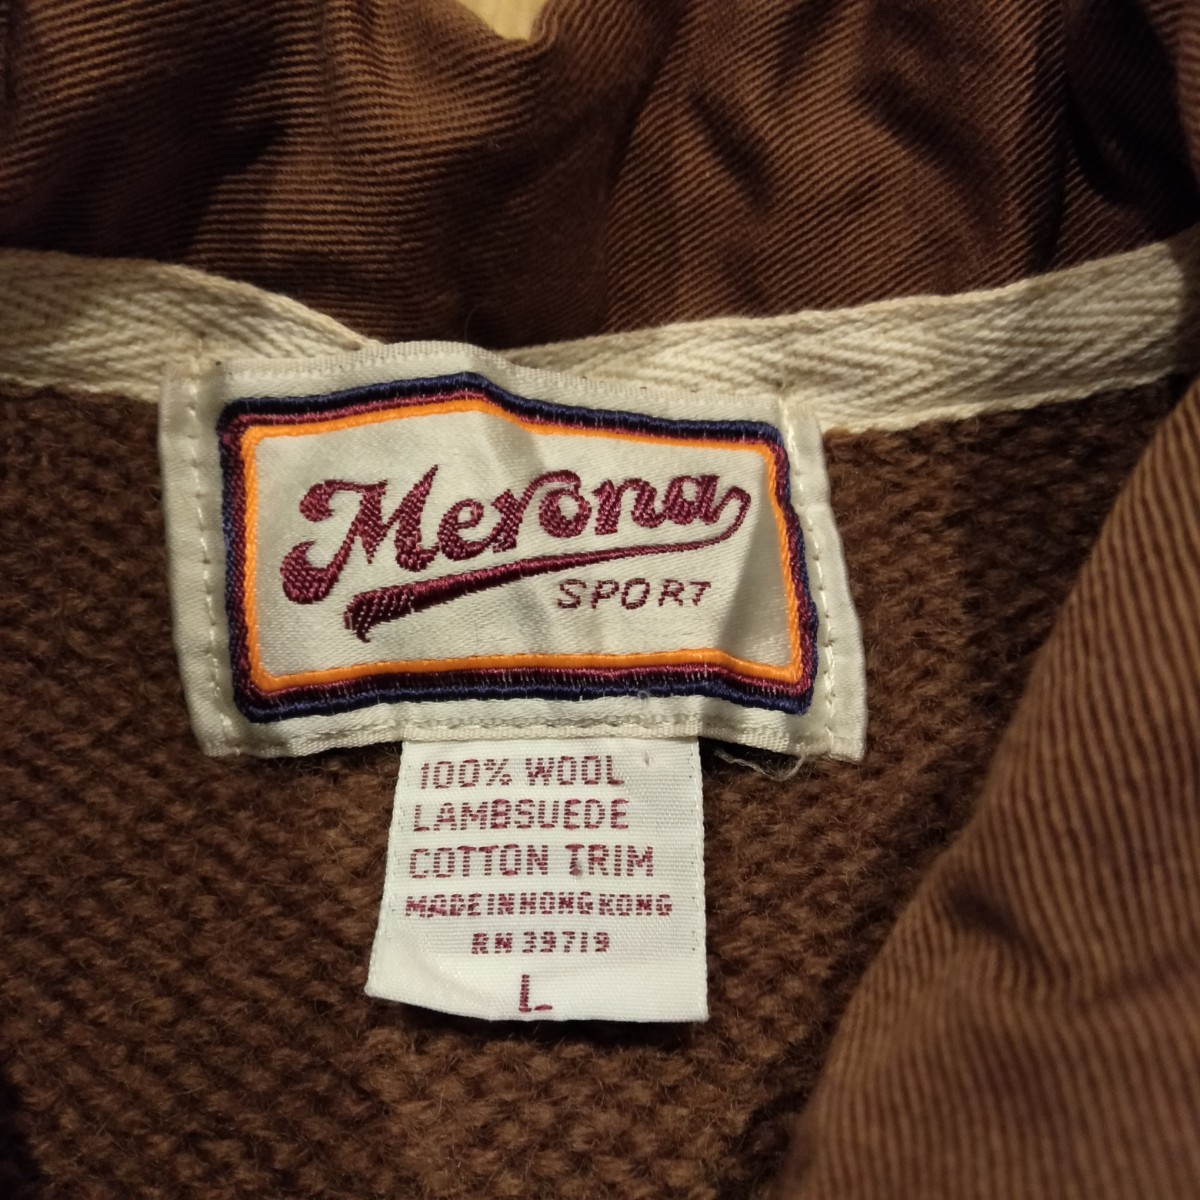 Merona
SPORT
100% WOOL
LAMBSUEDE
COTTON TRIM
MADE IN HONG KONG
RN 39719
L